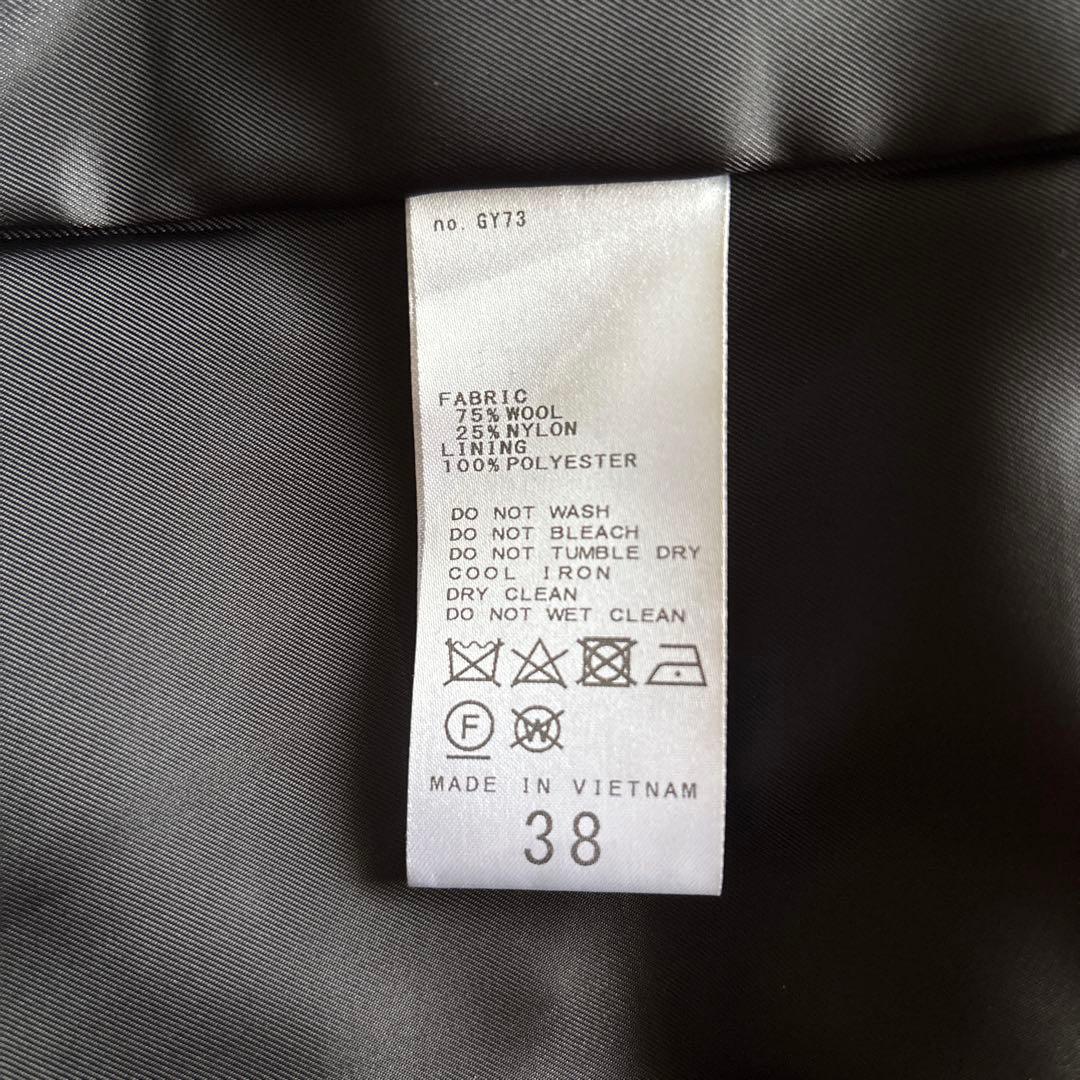 no. GY73
FABRIC
75% WOOL
25% NYLON
LINING
100% POLYESTER
DO NOT WASH
DO NOT BLEACH
DO NOT TUMBLE DRY
COOL IRON
DRY CLEAN
DO NOT WET CLEAN
F W
MADE IN VIETNAM
38